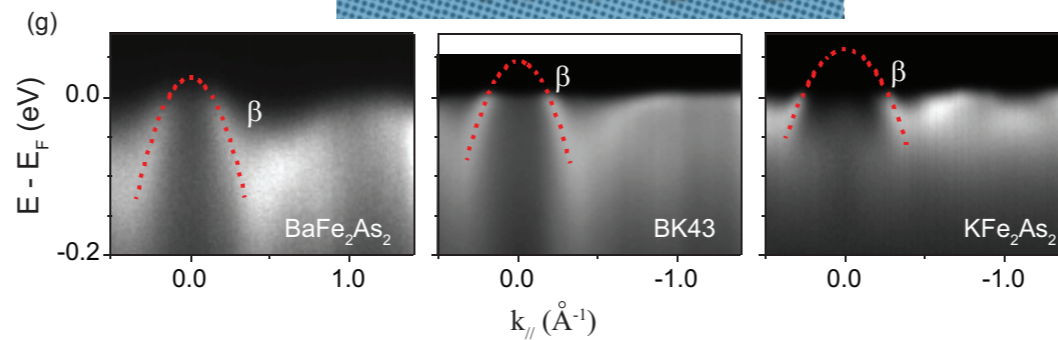 (g)
E - E_F (eV)
0.0
-0.2
β
β
β
BaFe₂As₂
BK43
KFe₂As₂
0.0 1.0
0.0 -1.0
0.0 -1.0
k_// (Å⁻¹)